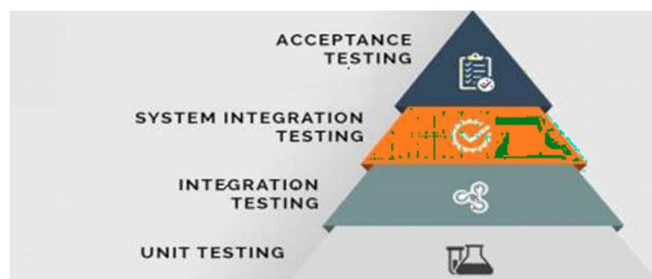 ACCEPTANCE
TESTING
SYSTEM INTEGRATION
TESTING
INTEGRATION
TESTING
UNIT TESTING